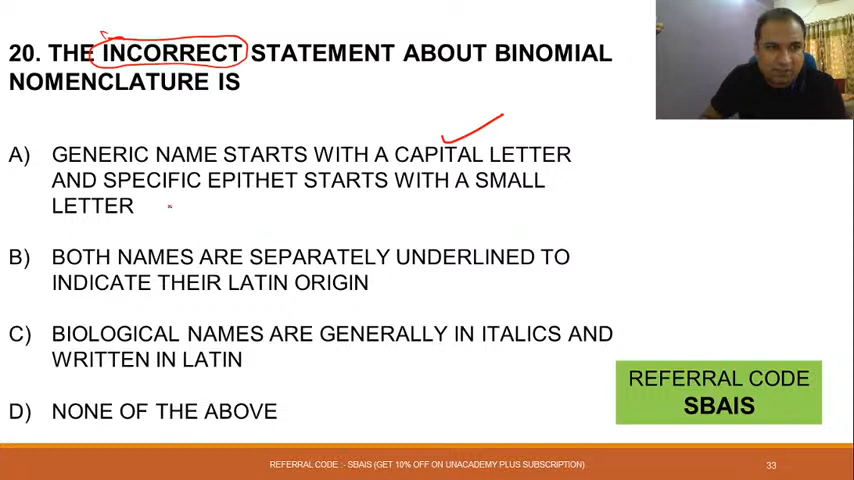 20. THE INCORRECT STATEMENT ABOUT BINOMIAL
NOMENCLATURE IS
A) GENERIC NAME STARTS WITH A CAPITAL LETTER
AND SPECIFIC EPITHET STARTS WITH A SMALL
LETTER
B) BOTH NAMES ARE SEPARATELY UNDERLINED TO
INDICATE THEIR LATIN ORIGIN
C) BIOLOGICAL NAMES ARE GENERALLY IN ITALICS AND
WRITTEN IN LATIN
D) NONE OF THE ABOVE
REFERRAL CODE
SBAIS
REFERRAL CODE :- SBAIS (GET 10% OFF ON UNACADEMY PLUS SUBSCRIPTION)
33